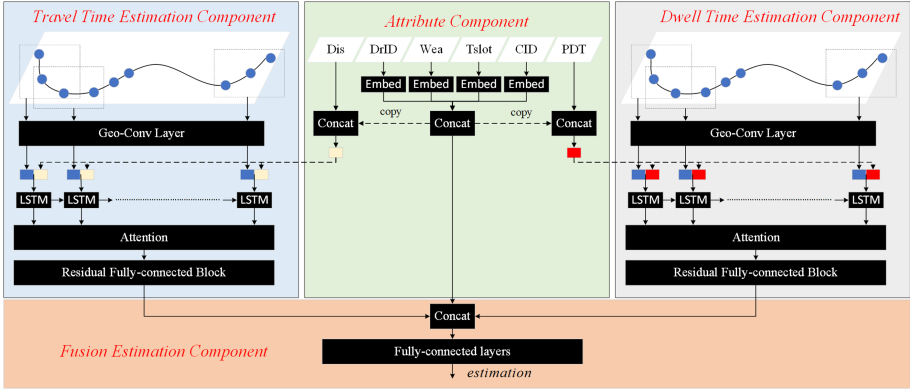 Travel Time Estimation Component
Attribute Component
Dwell Time Estimation Component
Dis DrID Wea Tslot CID PDT
Embed Embed Embed Embed
copy copy
Concat Concat Concat
Geo-Conv Layer
Geo-Conv Layer
LSTM LSTM LSTM
LSTM LSTM LSTM
Attention
Attention
Residual Fully-connected Block
Residual Fully-connected Block
Concat
Fusion Estimation Component
Fully-connected layers
estimation